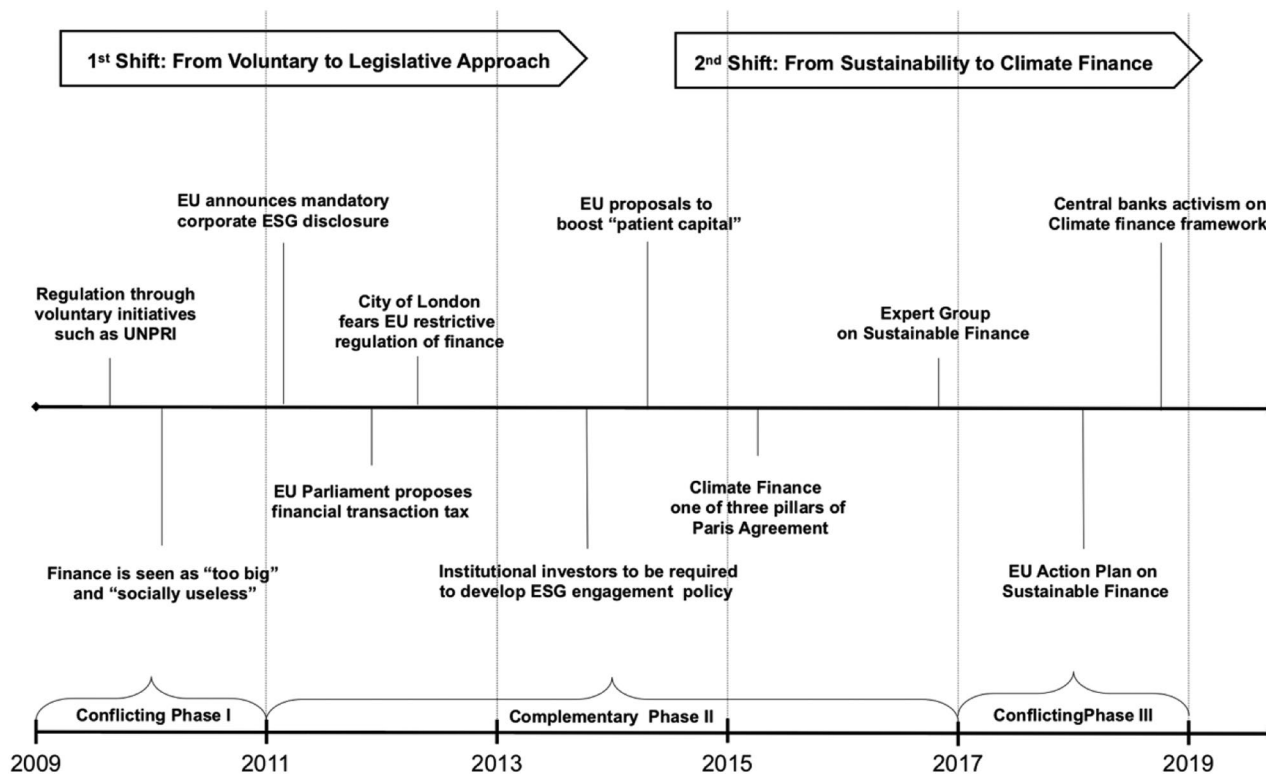 1st Shift: From Voluntary to Legislative Approach
2nd Shift: From Sustainability to Climate Finance
EU announces mandatory
corporate ESG disclosure
EU proposals to
boost “patient capital”
Central banks activism on
Climate finance framework
Regulation through
voluntary initiatives
such as UNPRI
City of London
fears EU restrictive
regulation of finance
Expert Group
on Sustainable Finance
EU Parliament proposes
financial transaction tax
Climate Finance
one of three pillars of
Paris Agreement
Finance is seen as “too big”
and “socially useless”
Institutional investors to be required
to develop ESG engagement policy
EU Action Plan on
Sustainable Finance
Conflicting Phase I
Complementary Phase II
ConflictingPhase III
2009
2011
2013
2015
2017
2019